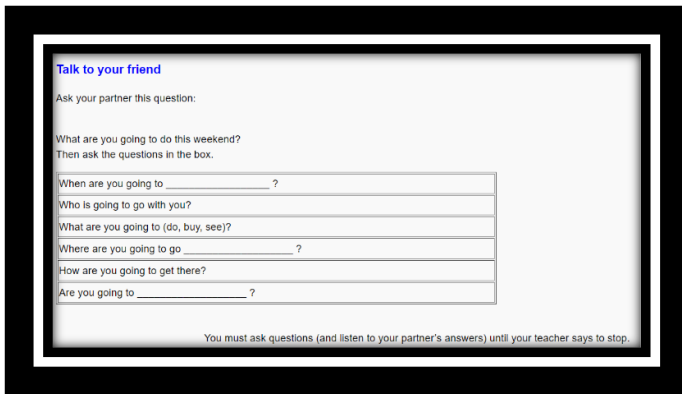 Talk to your friend
Ask your partner this question:
What are you going to do this weekend?
Then ask the questions in the box.
When are you going to ____________________ ?
Who is going to go with you?
What are you going to (do, buy, see)?
Where are you going to go _____________________ ?
How are you going to get there?
Are you going to _____________________ ?
You must ask questions (and listen to your partner's answers) until your teacher says to stop.